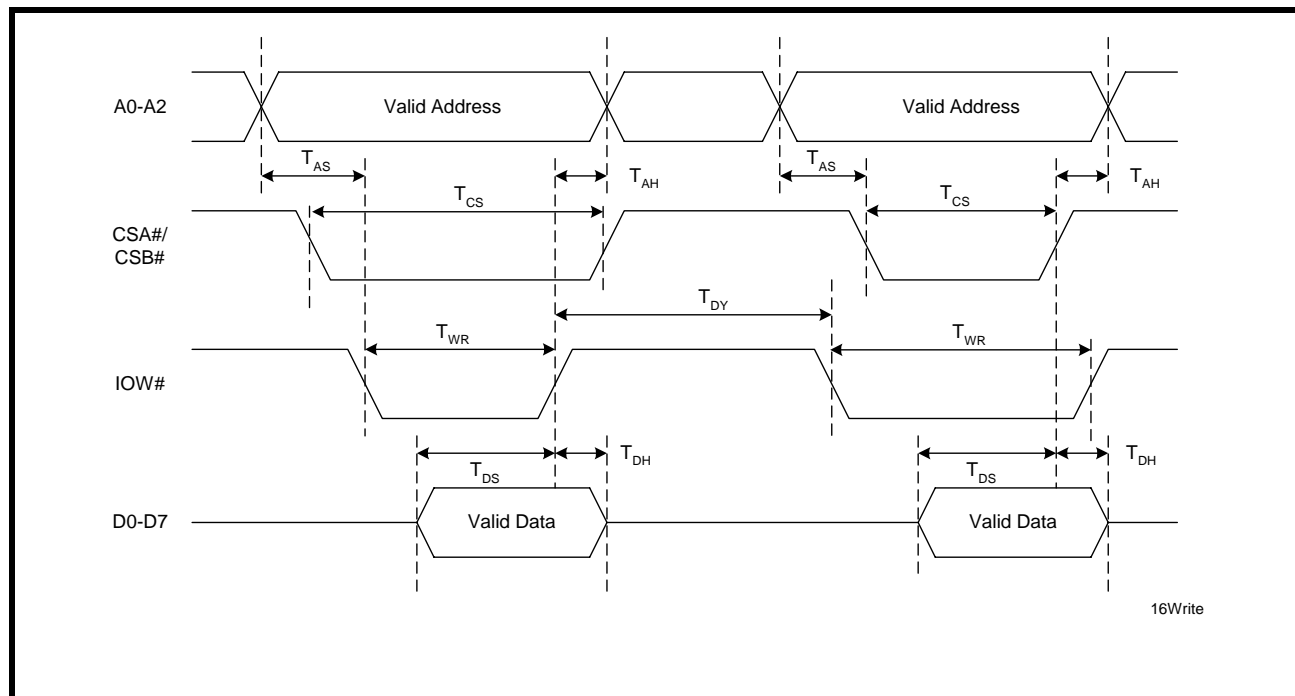 A0-A2
Valid Address
Valid Address
T_AS
T_AH
T_AS
T_AH
T_CS
T_CS
CSA#/
CSB#
T_DY
T_WR
T_WR
IOW#
T_DS
T_DH
T_DS
T_DH
D0-D7
Valid Data
Valid Data
16Write